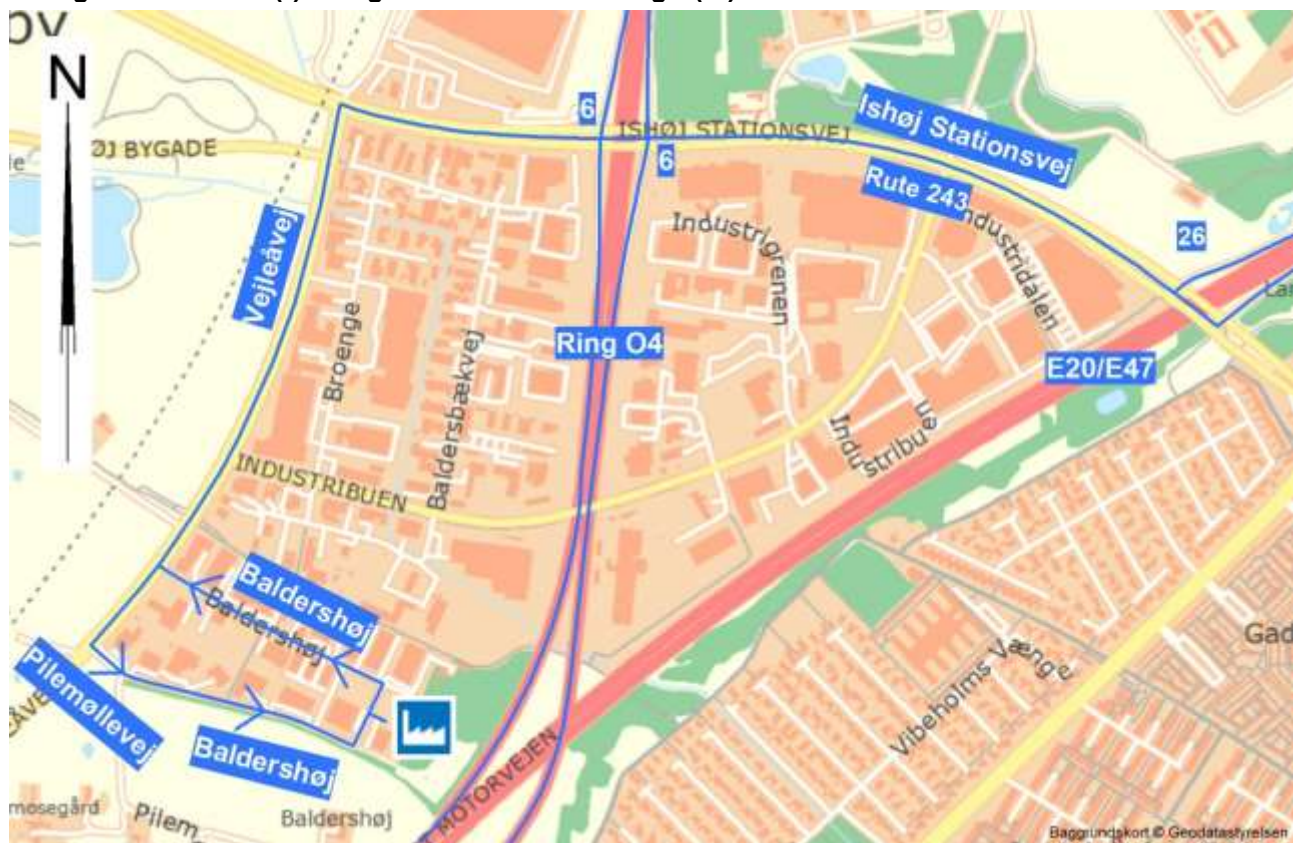 N
ØJ BYGADE
6
ISHØJ STATIONSVEJ
6
Ishøj Stationsvej
Rute 243
Industridalen
26
Industrigrenen
Vejleåvej
Broenge
Baldersbækvej
Ring O4
E20/E47
Industribuen
INDUSTRIBUEN
Baldershøj
Baldershøj
Pilemøllevej
Baldershøj
Vibeholms Vænge
Gad
MOTORVEJEN
mosegård
Pilem
Baldershøj
Baggrundskort © Geodatastyrelsen